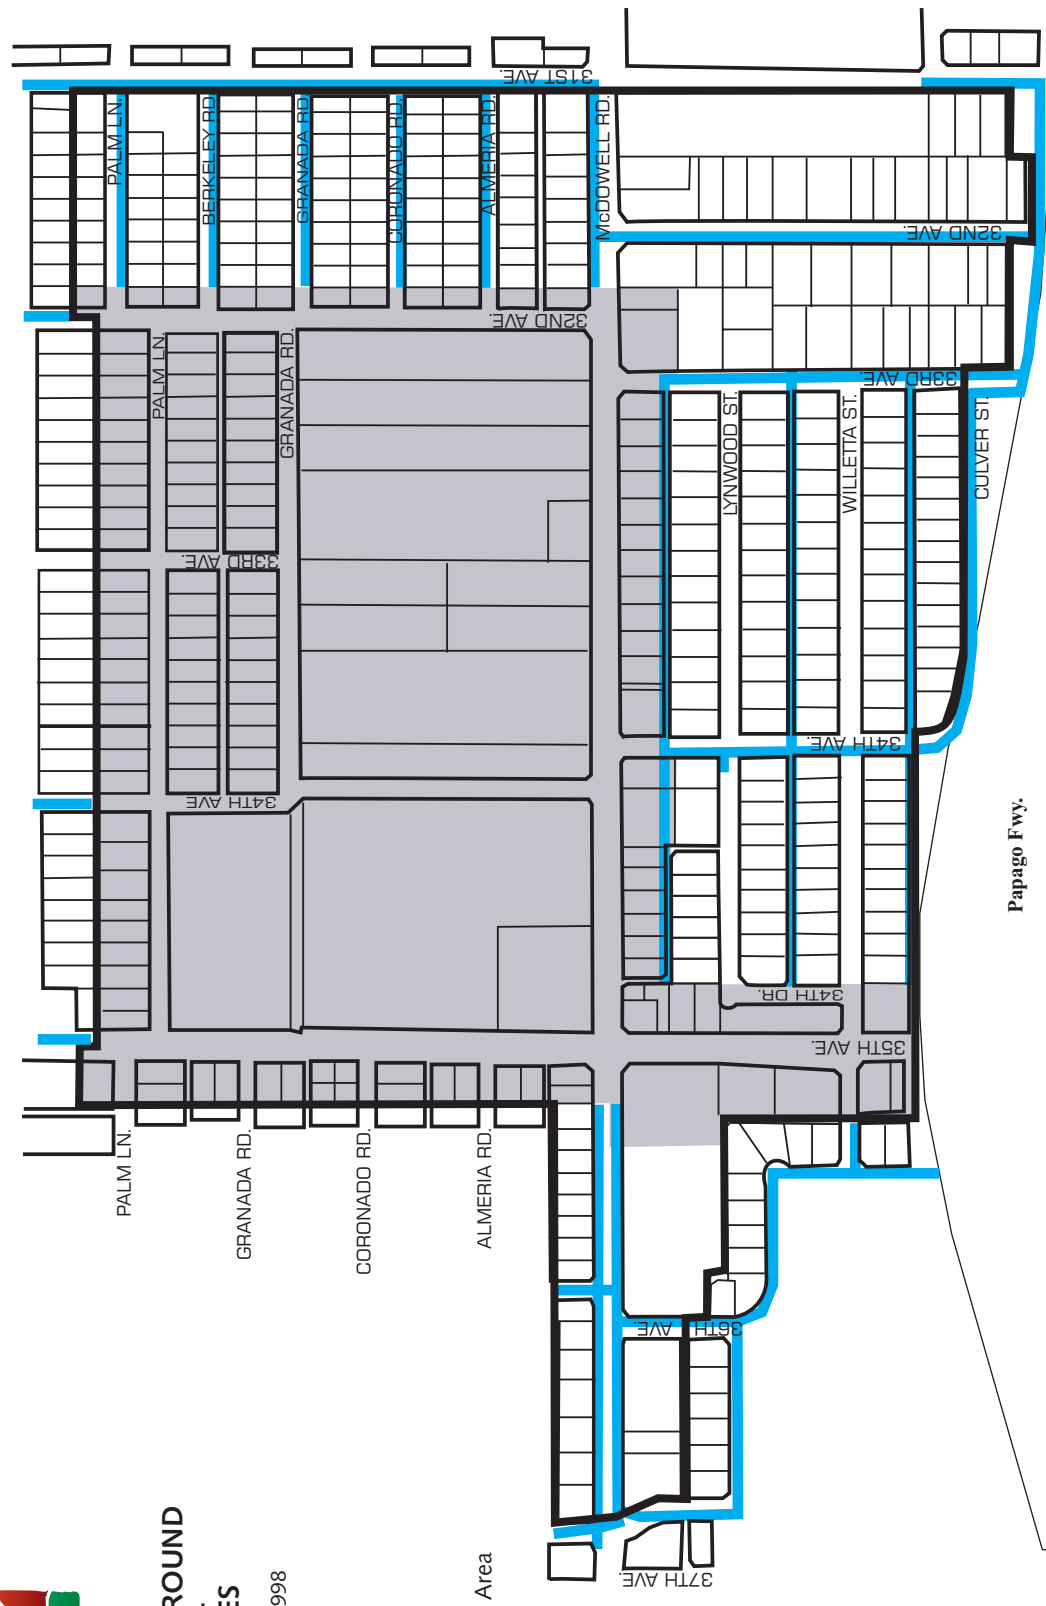 31ST AVE.
PALM LN.
BERKELEY RD.
GRANADA RD.
CORONADO RD.
ALMERIA RD.
McDOWELL RD.
32ND AVE.
32ND AVE.
PALM LN.
GRANADA RD.
33RD AVE.
LYNWOOD ST.
WILLETTA ST.
CULVER ST.
33RD AVE.
34TH AVE.
34TH AVE
Papago Fwy.
34TH DR.
35TH AVE.
PALM LN.
GRANADA RD.
CORONADO RD.
ALMERIA RD.
36TH AVE.
37TH AVE.
ROUND
ES
998
Area